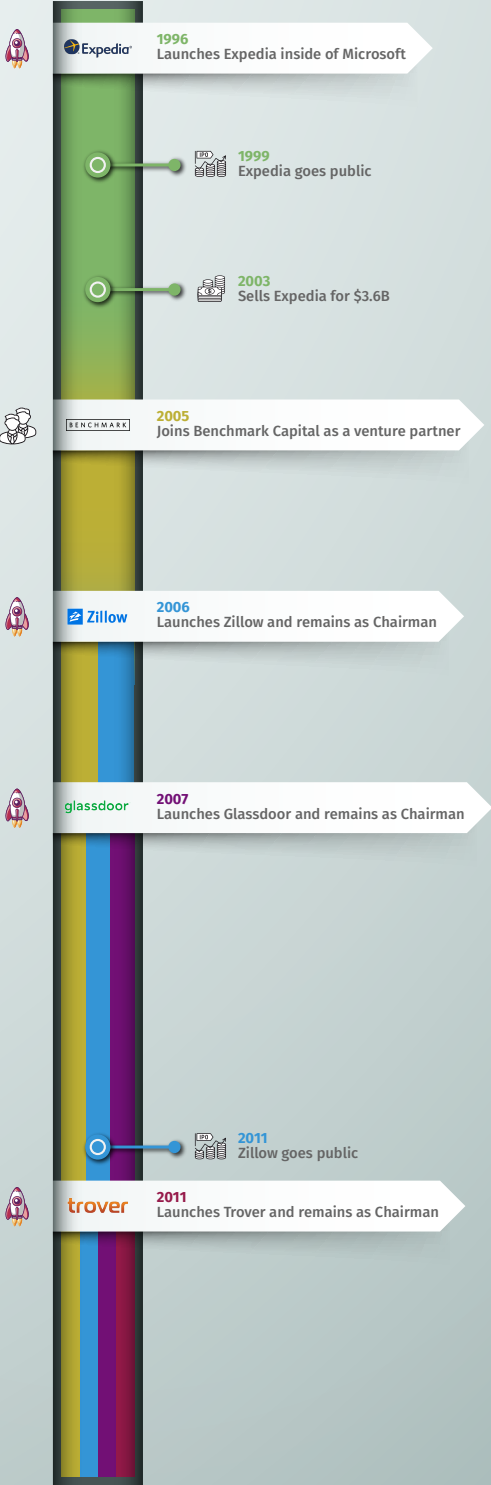 Expedia
1996
Launches Expedia inside of Microsoft
IPO
1999
Expedia goes public
2003
Sells Expedia for $3.6B
BENCHMARK
2005
Joins Benchmark Capital as a venture partner
Zillow
2006
Launches Zillow and remains as Chairman
glassdoor
2007
Launches Glassdoor and remains as Chairman
IPO
2011
Zillow goes public
trover
2011
Launches Trover and remains as Chairman